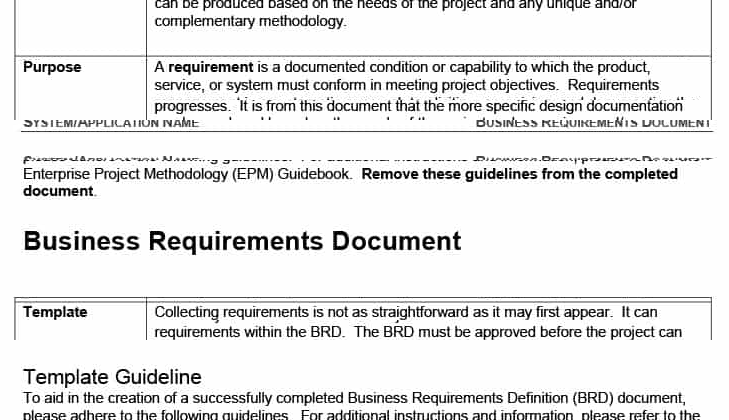 can be produced based on the needs of the project and any unique and/or
complementary methodology.
Purpose A requirement is a documented condition or capability to which the product,
service, or system must conform in meeting project objectives. Requirements
progresses. It is from this document that the more specific design documentation
SYSTEM/APPLICATION NAME BUSINESS REQUIREMENTS DOCUMENT
Enterprise Project Methodology (EPM) Guidebook. Remove these guidelines from the completed
document.
Business Requirements Document
Template Collecting requirements is not as straightforward as it may first appear. It can
requirements within the BRD. The BRD must be approved before the project can
Template Guideline
To aid in the creation of a successfully completed Business Requirements Definition (BRD) document,
please adhere to the following guidelines. For additional instructions and information, please refer to the